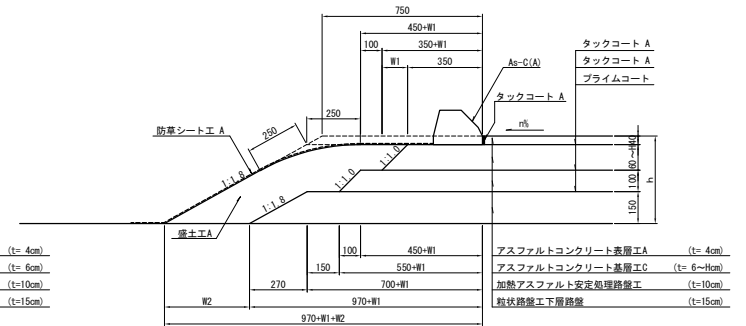 750
450+W1
100
350+W1
W1
350
As-C(A)
タックコート A
タックコート A
プライムコート
タックコート A
n%
250
250
防草シート工 A
1:1.8
1:1.0
1:1.0
1:1.8
盛土工A
40
60〜H
100
150
h
100
450+W1
150
550+W1
270
700+W1
W2
970+W1
970+W1+W2
(t= 4cm)
(t= 6cm)
(t=10cm)
(t=15cm)
アスファルトコンクリート表層工A (t= 4cm)
アスファルトコンクリート基層工C (t= 6〜Hcm)
加熱アスファルト安定処理路盤工 (t=10cm)
粒状路盤工下層路盤 (t=15cm)